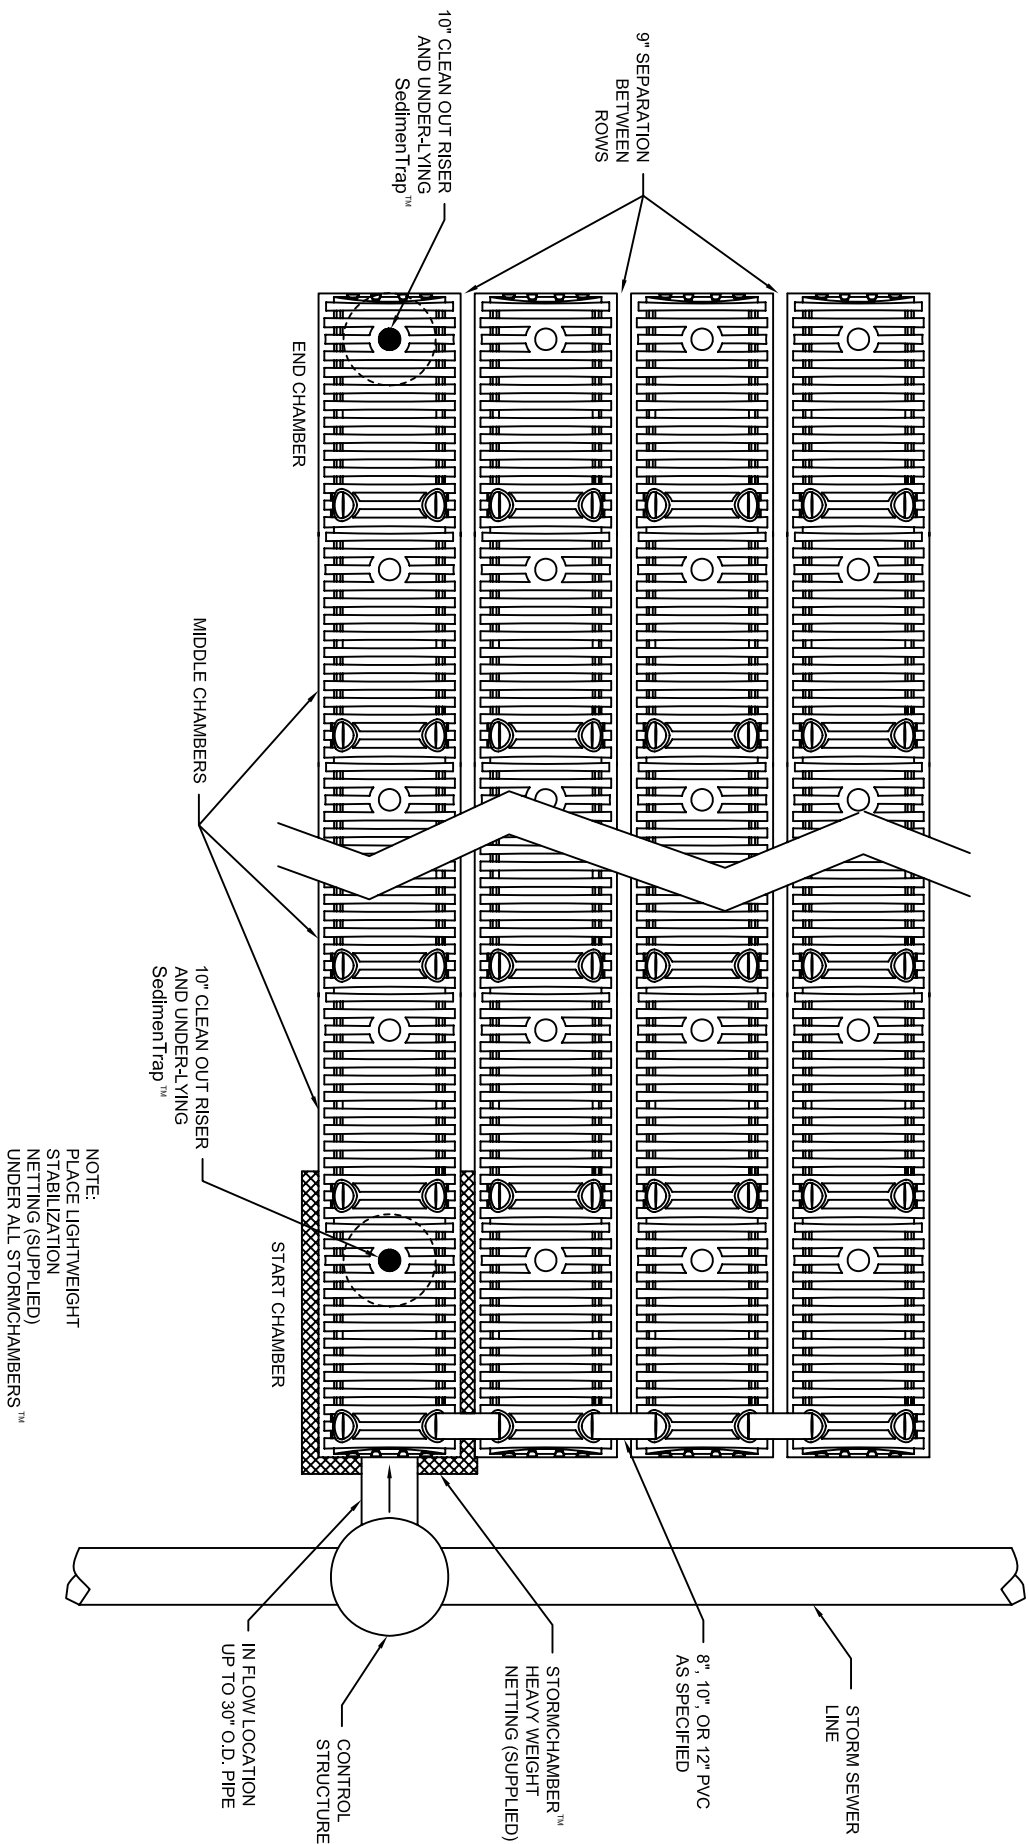 10" CLEAN OUT RISER
AND UNDER-LYING
SedimenTrap™
9" SEPARATION
BETWEEN
ROWS
END CHAMBER
MIDDLE CHAMBERS
10" CLEAN OUT RISER
AND UNDER-LYING
SedimenTrap™
START CHAMBER
NOTE:
PLACE LIGHTWEIGHT
STABILIZATION
NETTING (SUPPLIED)
UNDER ALL STORMCHAMBERS™
STORM SEWER
LINE
8", 10", OR 12" PVC
AS SPECIFIED
STORMCHAMBER™
HEAVY WEIGHT
NETTING (SUPPLIED)
CONTROL
STRUCTURE
IN FLOW LOCATION
UP TO 30" O.D. PIPE